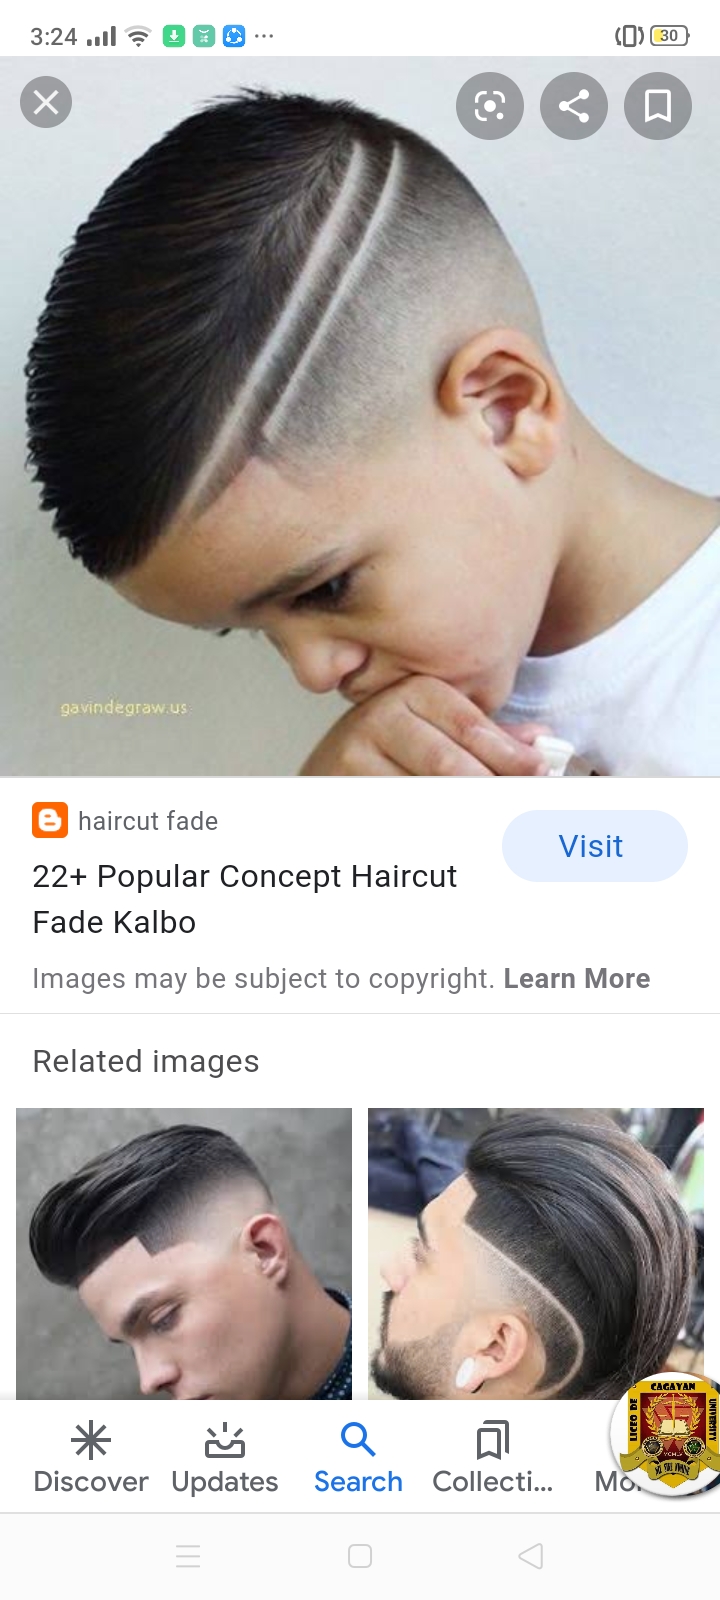 3:24
30
gavindegraw.us
haircut fade
Visit
22+ Popular Concept Haircut
Fade Kalbo
Images may be subject to copyright. Learn More
Related images
LICEO DE
CAGAYAN
UNIVERSITY
Discover
Updates
Search
Collecti...